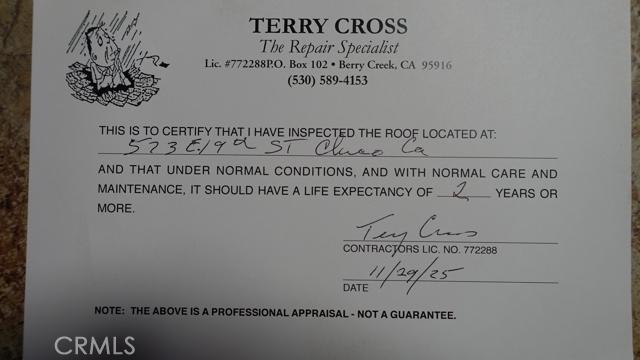 TERRY CROSS
The Repair Specialist
Lic. #772288P.O. Box 102 • Berry Creek, CA 95916
(530) 589-4153
THIS IS TO CERTIFY THAT I HAVE INSPECTED THE ROOF LOCATED AT:
573 E. 19th ST Chico Ca
AND THAT UNDER NORMAL CONDITIONS, AND WITH NORMAL CARE AND
MAINTENANCE, IT SHOULD HAVE A LIFE EXPECTANCY OF 2 YEARS OR
MORE.
Terry Cross
CONTRACTORS LIC. NO. 772288
11/29/25
DATE
NOTE: THE ABOVE IS A PROFESSIONAL APPRAISAL - NOT A GUARANTEE.
CRMLS